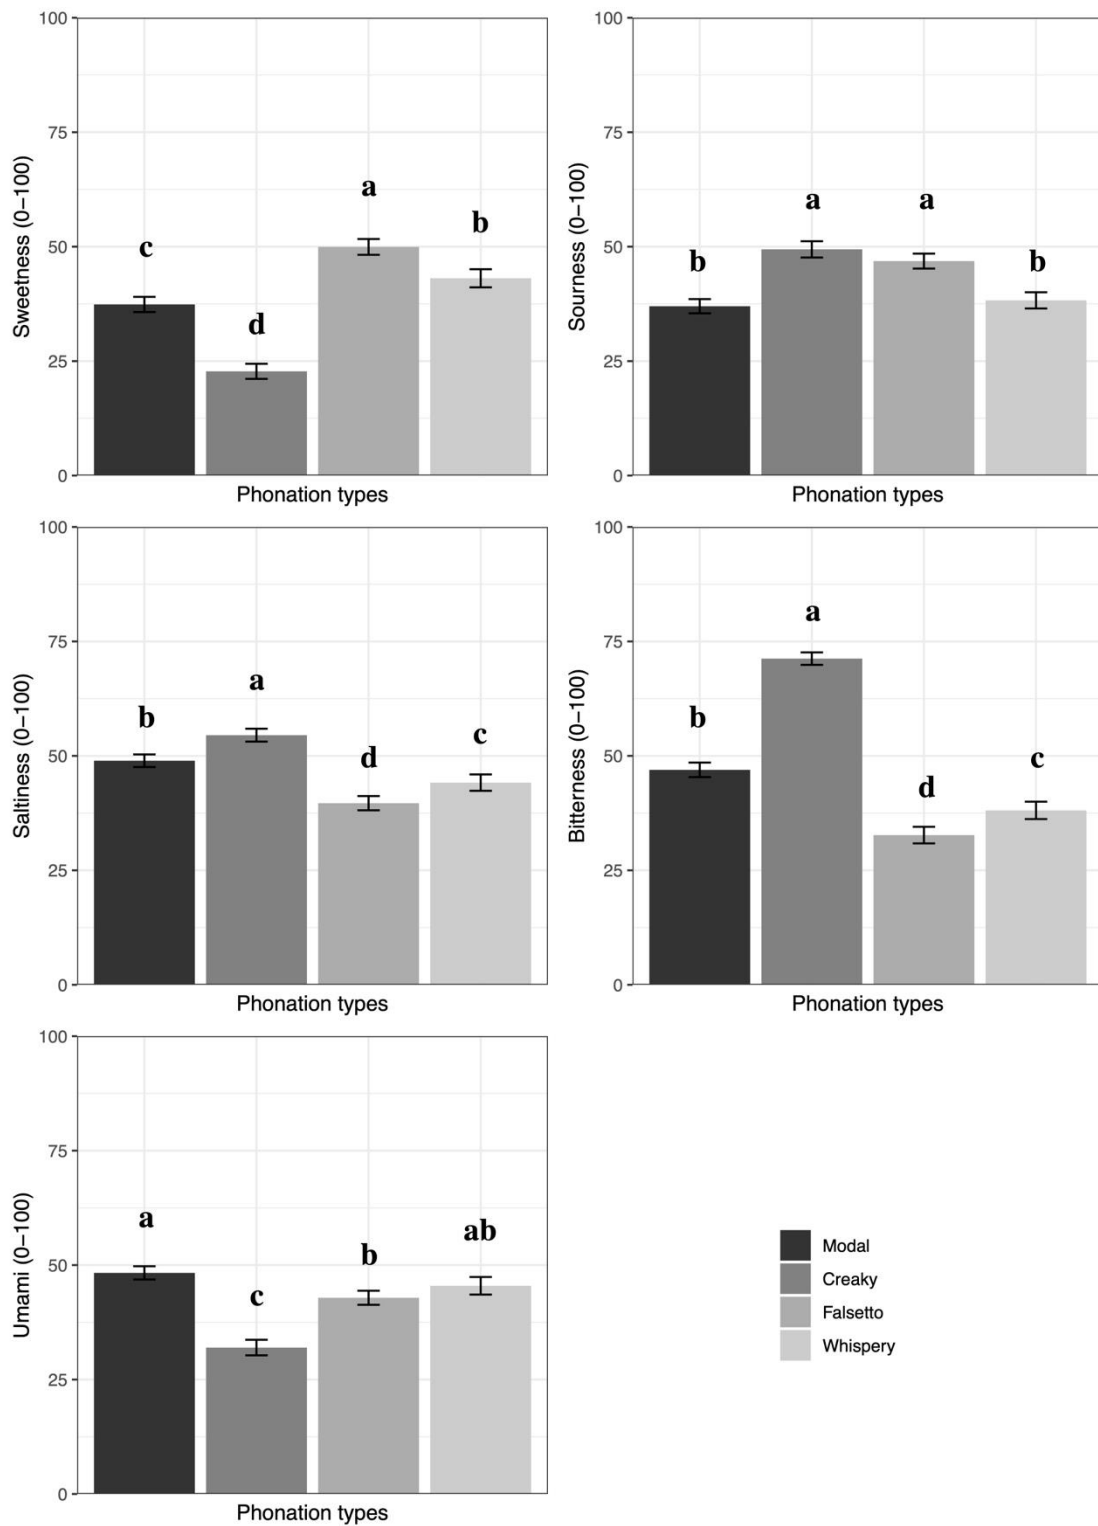 100
75
50
25
0
Sweetness (0–100)
c
d
a
b
Phonation types
100
75
50
25
0
Sourness (0–100)
b
a
a
b
Phonation types
100
75
50
25
0
Saltiness (0–100)
b
a
d
c
Phonation types
100
75
50
25
0
Bitterness (0–100)
b
a
d
c
Phonation types
100
75
50
25
0
Umami (0–100)
a
c
b
ab
Phonation types
Modal
Creaky
Falsetto
Whispery